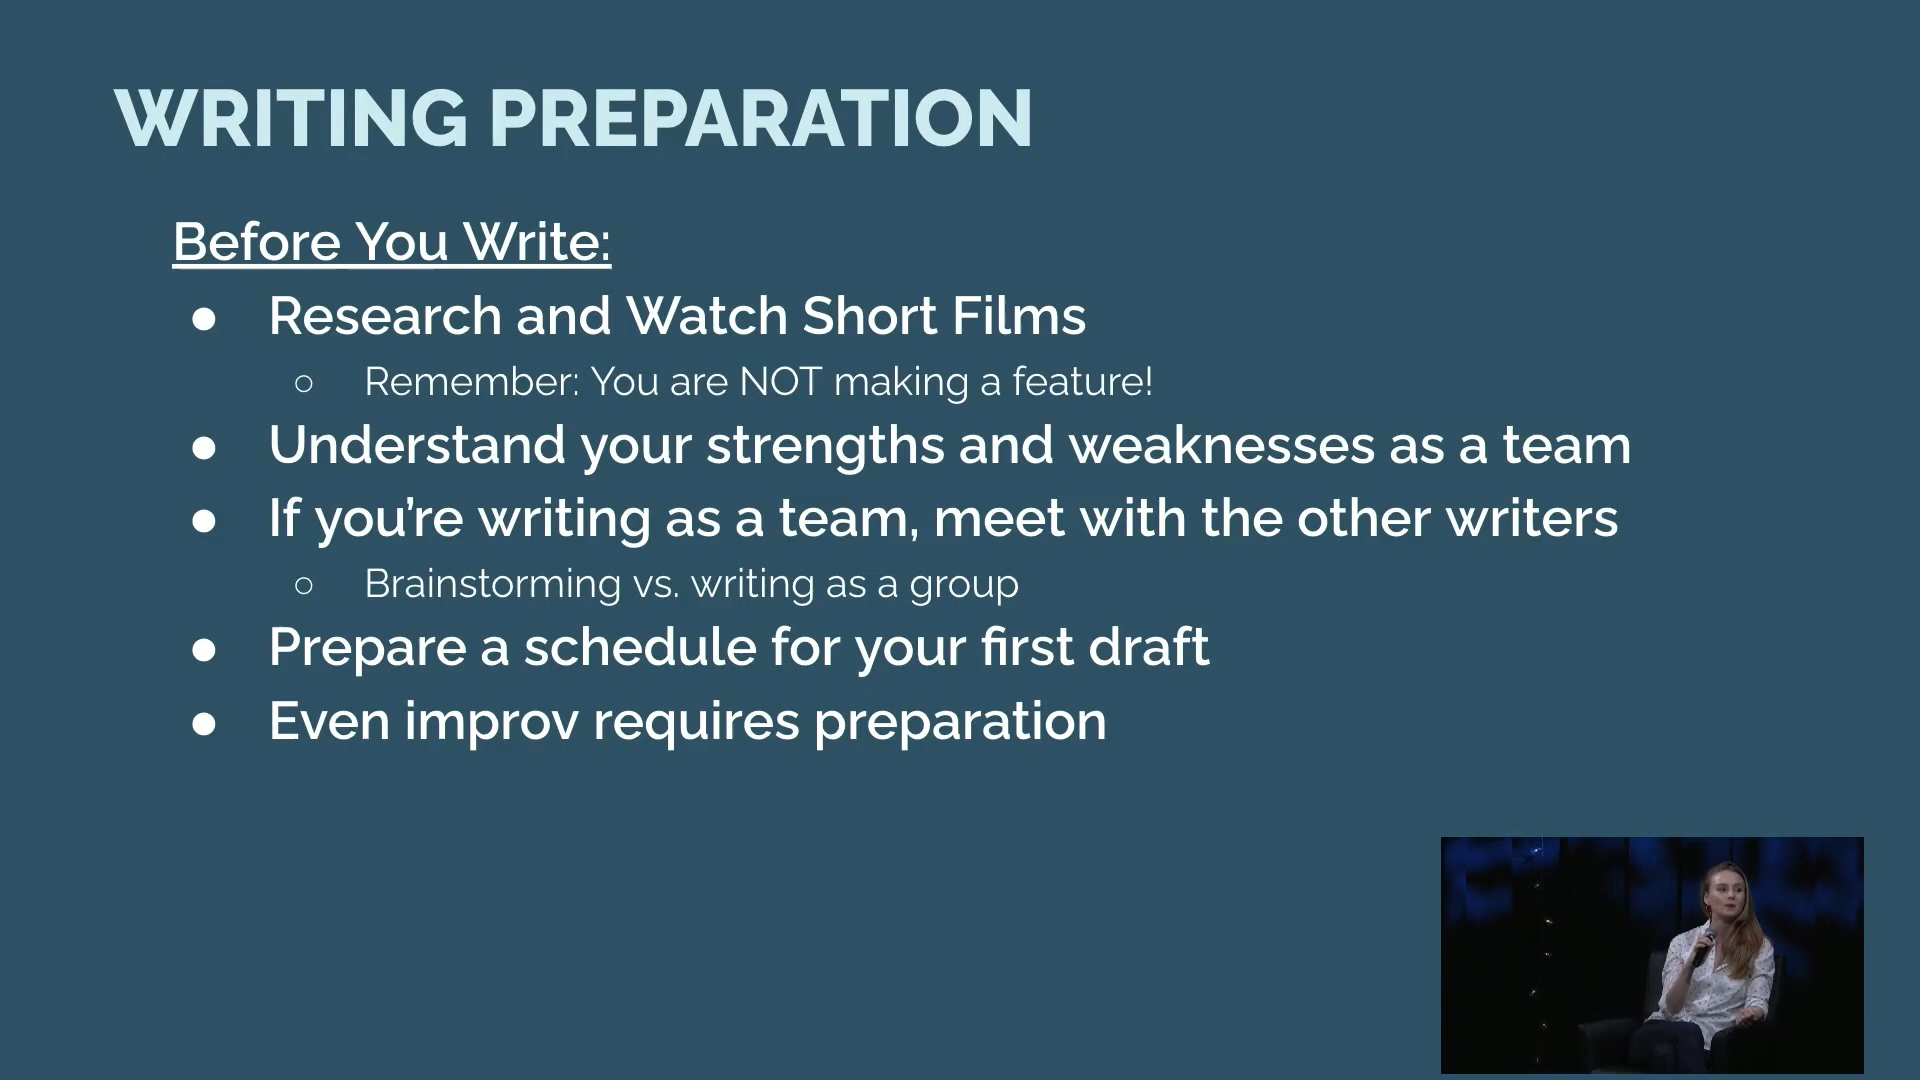 WRITING PREPARATION
Before You Write:
● Research and Watch Short Films
○ Remember: You are NOT making a feature!
● Understand your strengths and weaknesses as a team
● If you’re writing as a team, meet with the other writers
○ Brainstorming vs. writing as a group
● Prepare a schedule for your first draft
● Even improv requires preparation